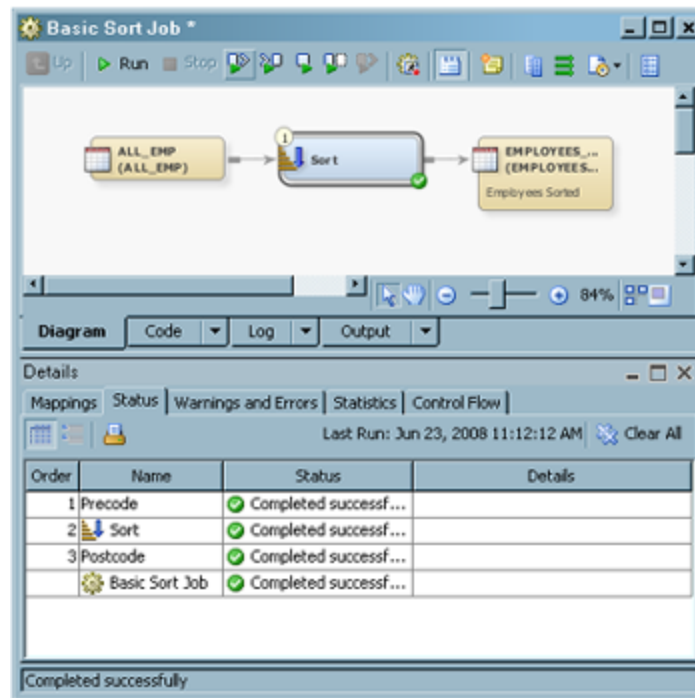 Basic Sort Job *
Up Run Stop
1
ALL_EMP
(ALL_EMP)
Sort
EMPLOYEES_...
(EMPLOYEES...
Employees Sorted
84%
Diagram Code Log Output
Details
Mappings Status Warnings and Errors Statistics Control Flow
Last Run: Jun 23, 2008 11:12:12 AM Clear All
Order Name Status Details
1 Precode Completed successf...
2 Sort Completed successf...
3 Postcode Completed successf...
Basic Sort Job Completed successf...
Completed successfully